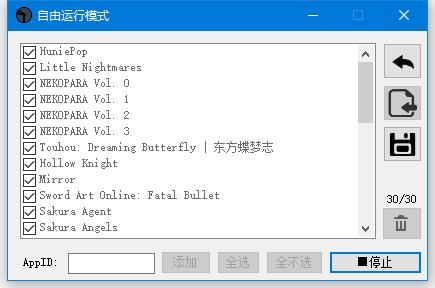 自由运行模式
HuniePop
Little Nightmares
NEKOPARA Vol. 0
NEKOPARA Vol. 1
NEKOPARA Vol. 2
NEKOPARA Vol. 3
Touhou: Dreaming Butterfly | 东方蝶梦志
Hollow Knight
Mirror
Sword Art Online: Fatal Bullet
Sakura Agent
Sakura Angels
30/30
AppID: 添加 全选 全不选 ■停止